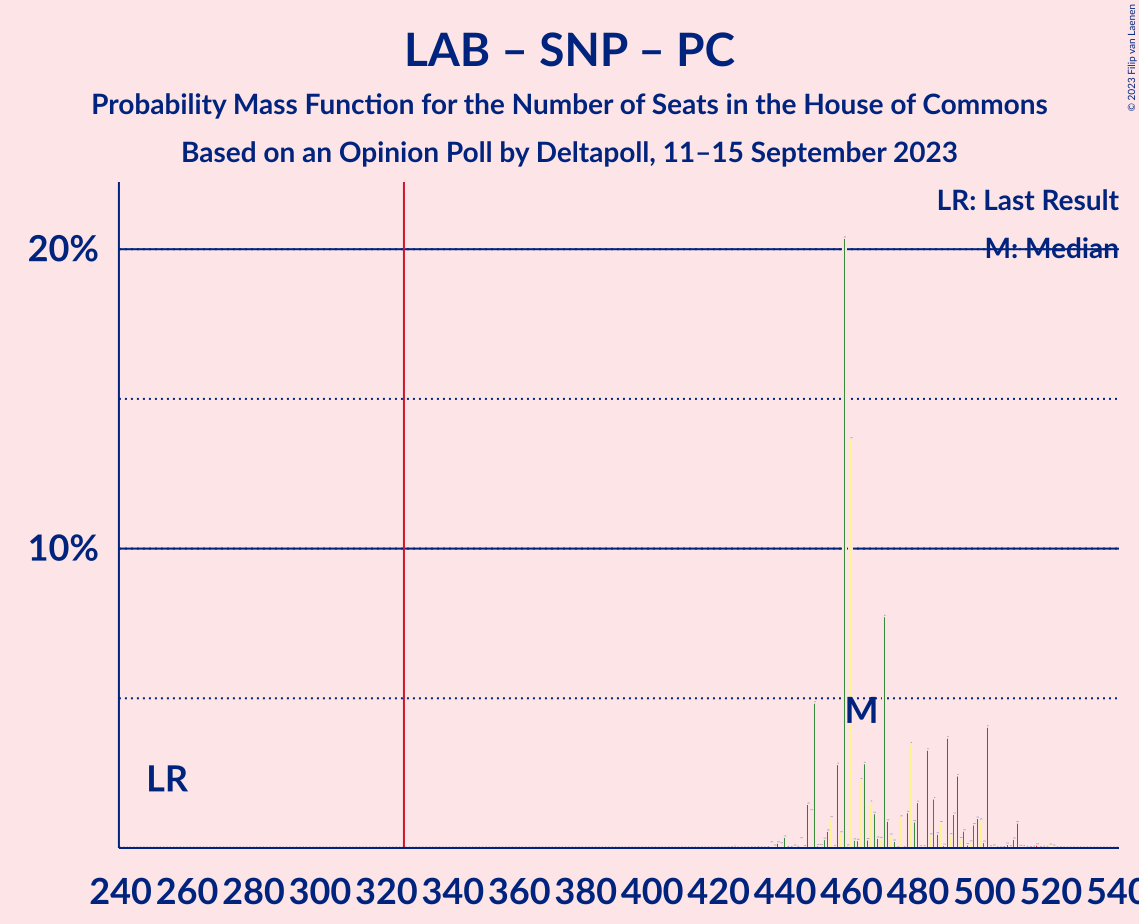 LAB – SNP – PC
Probability Mass Function for the Number of Seats in the House of Commons
Based on an Opinion Poll by Deltapoll, 11–15 September 2023
© 2023 Filip van Laenen
LR: Last Result
M: Median
20%
10%
M
LR
240 260 280 300 320 340 360 380 400 420 440 460 480 500 520 540